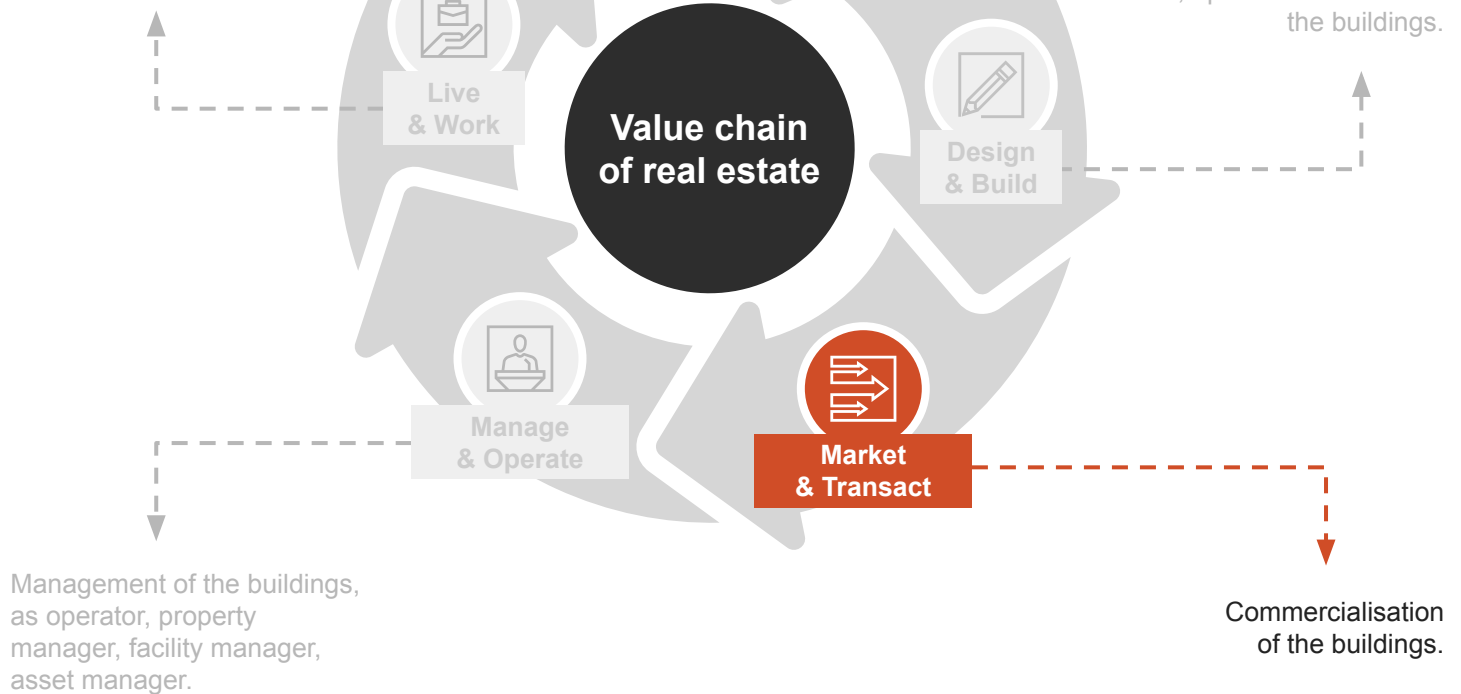 the buildings.
Live
& Work
Value chain
of real estate
Design
& Build
Manage
& Operate
Market
& Transact
Management of the buildings,
as operator, property
manager, facility manager,
asset manager.
Commercialisation
of the buildings.